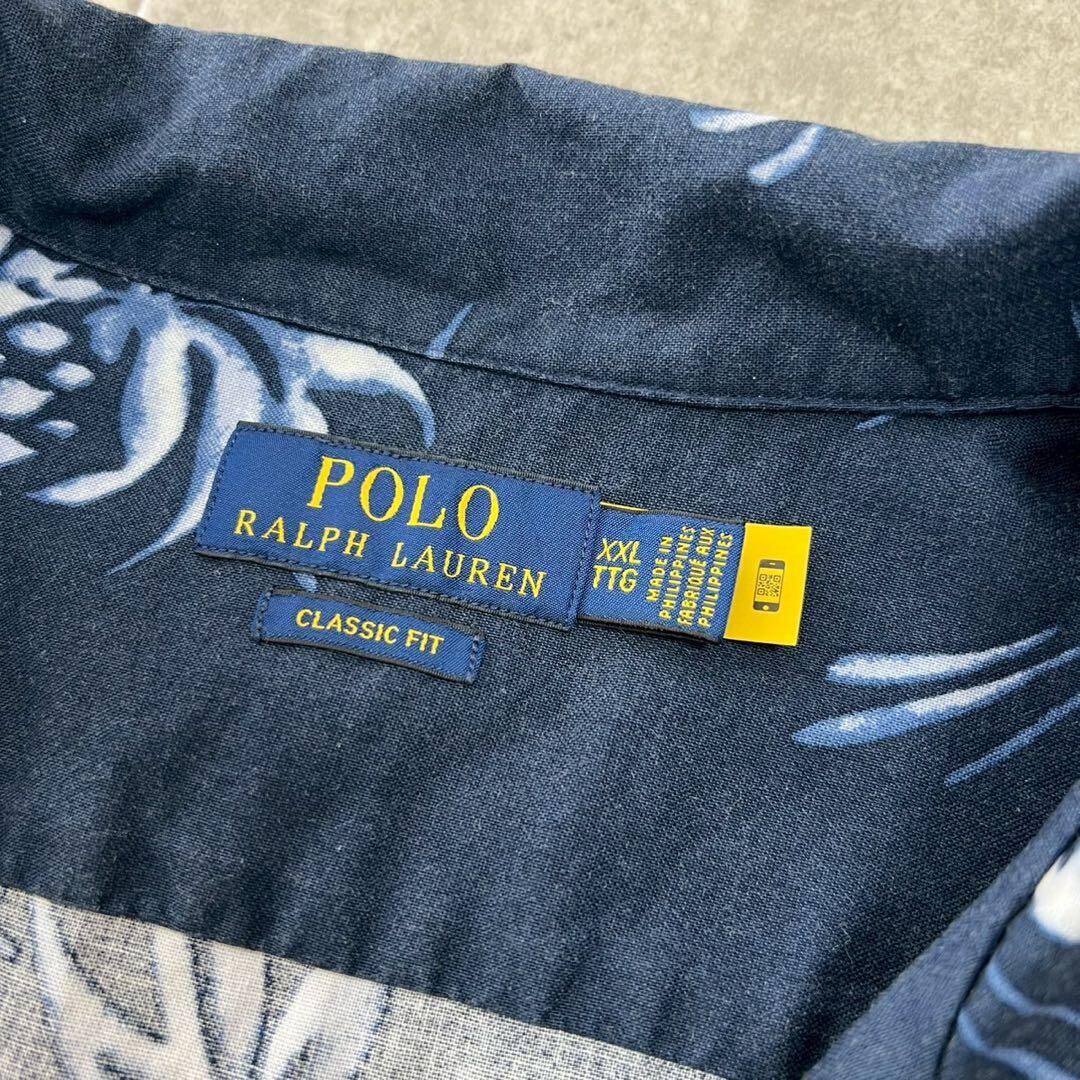 POLO
RALPH LAUREN
CLASSIC FIT
XXL
TTG
MADE IN
PHILIPPINES
FABRIQUÉ AUX
PHILIPPINES